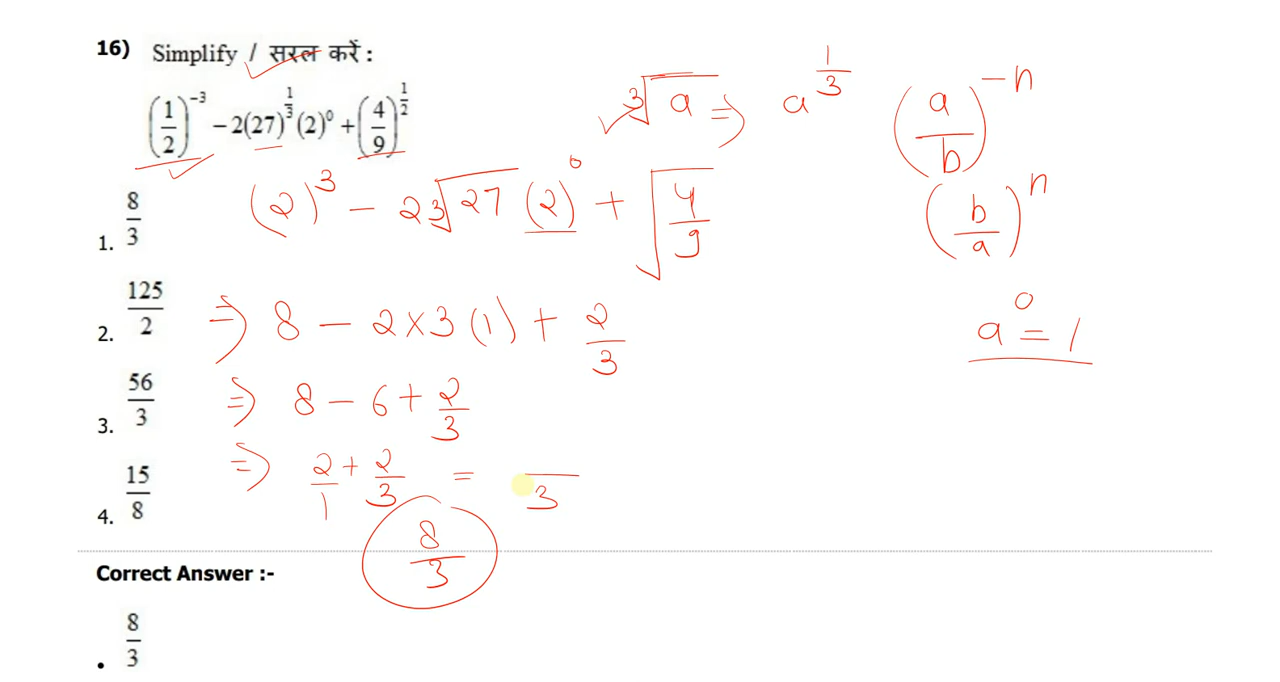 16) Simplify / सरल करें :
(1/2)^-3 - 2(27)^1/3 (2)^0 + (4/9)^1/2
∛a ⇒ a^1/3
(a/b)^-n
(b/a)^n
a^0 = 1
(2)^3 - 2∛27 (2)^0 + √4/9
1. 8/3
⇒ 8 - 2 × 3 (1) + 2/3
2. 125/2
⇒ 8 - 6 + 2/3
3. 56/3
⇒ 2/1 + 2/3 = /3
4. 15/8
8/3
Correct Answer :-
• 8/3